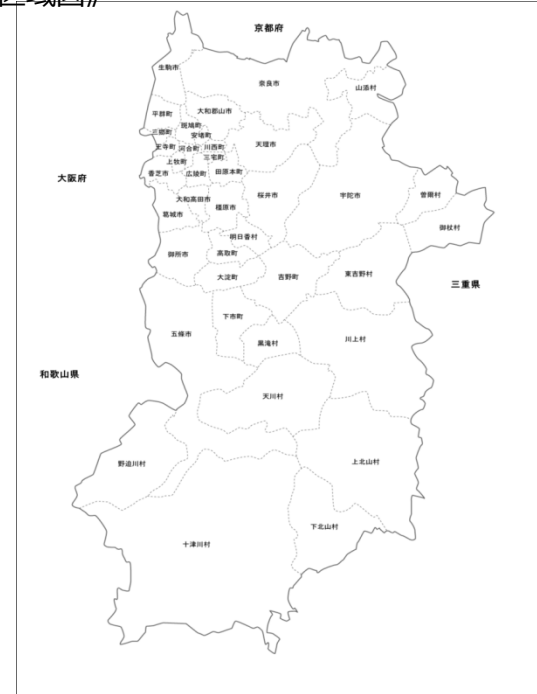 区域図》
京都府
生駒市
奈良市
山添村
平群町
大和郡山市
斑鳩町
安堵町
三郷町
王寺町
河合町
川西町
三宅町
天理市
上牧町
香芝市
広陵町
田原本町
大阪府
桜井市
宇陀市
曽爾村
大和高田市
橿原市
葛城市
御杖村
明日香村
御所市
高取町
大淀町
吉野町
東吉野村
三重県
下市町
五條市
黒滝村
川上村
和歌山県
天川村
野迫川村
上北山村
下北山村
十津川村